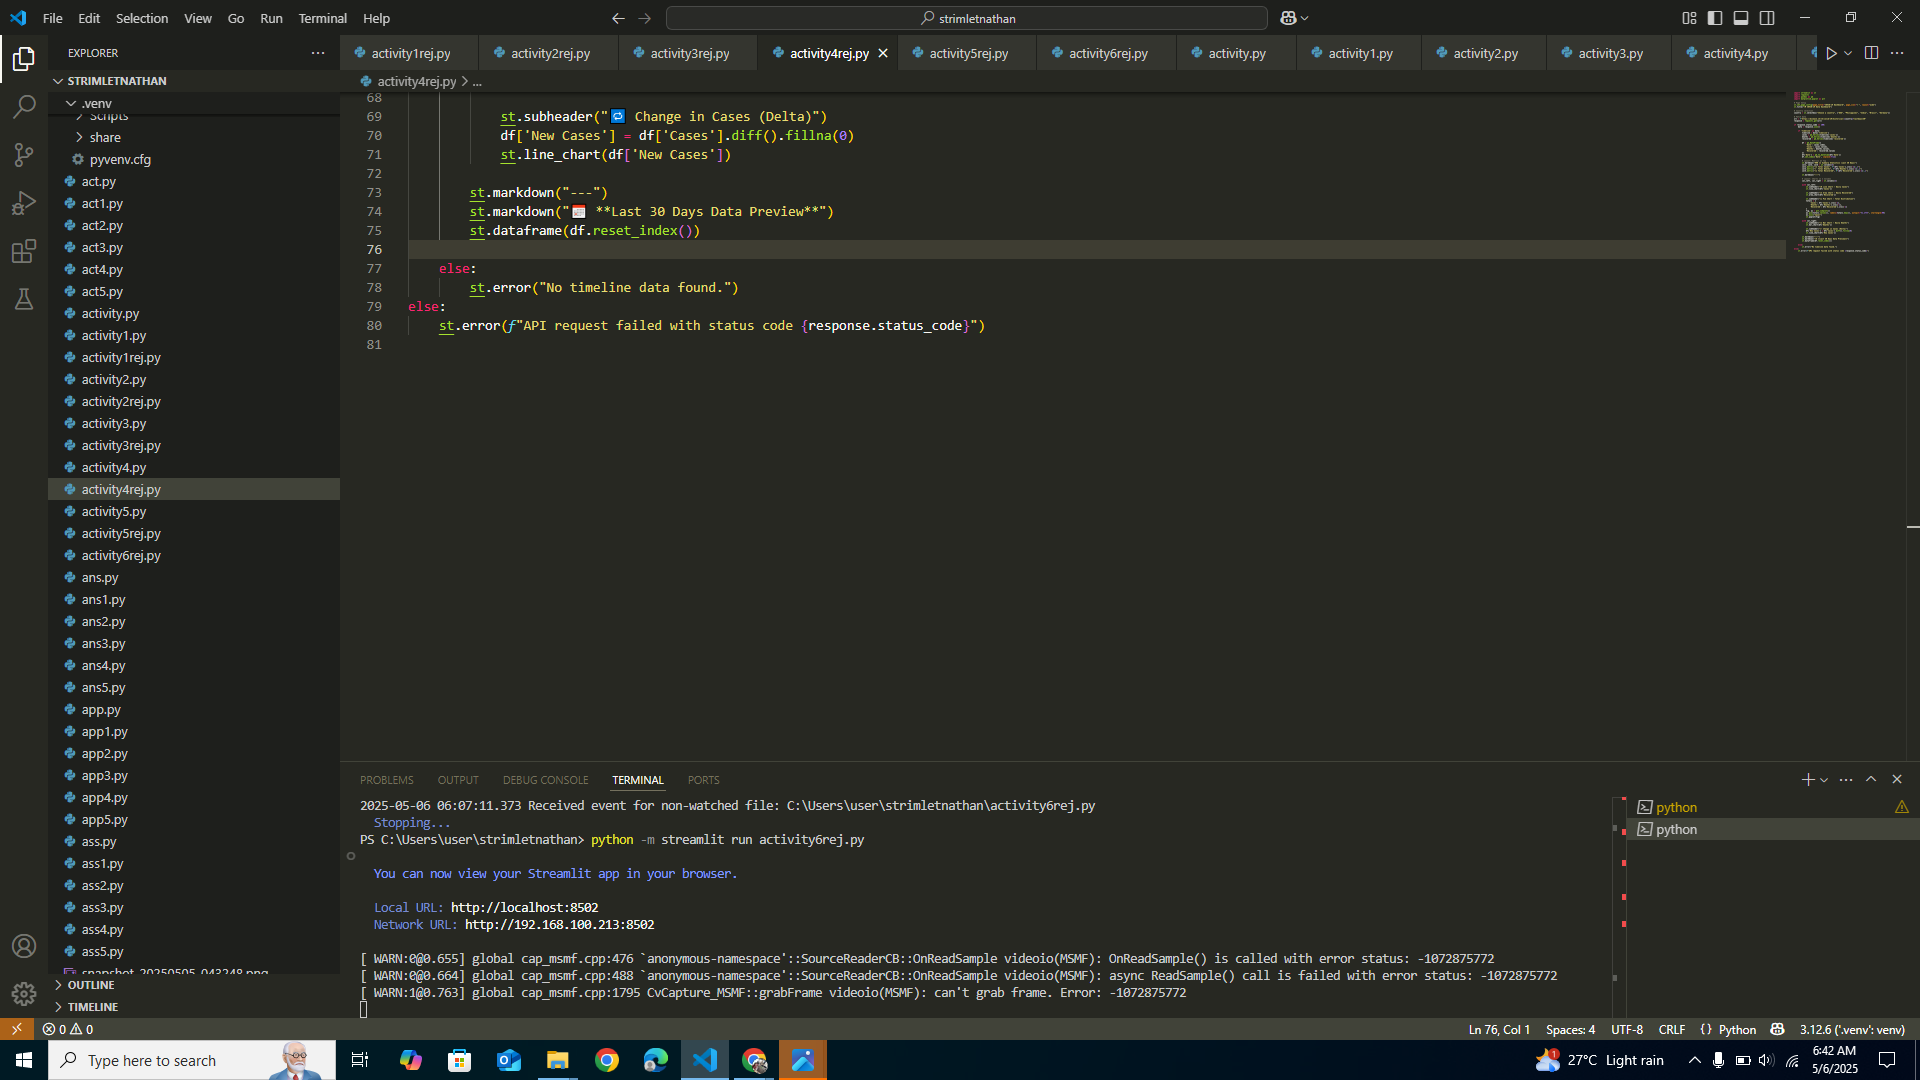 File Edit Selection View Go Run Terminal Help
strimletnathan
EXPLORER
activity1rej.py activity2rej.py activity3rej.py activity4rej.py activity5rej.py activity6rej.py activity.py activity1.py activity2.py activity3.py activity4.py
STRIMLETNATHAN
activity4rej.py > ...
.venv
Scripts
share
pyvenv.cfg
act.py
act1.py
act2.py
act3.py
act4.py
act5.py
activity.py
activity1.py
activity1rej.py
activity2.py
activity2rej.py
activity3.py
activity3rej.py
activity4.py
activity4rej.py
activity5.py
activity5rej.py
activity6rej.py
ans.py
ans1.py
ans2.py
ans3.py
ans4.py
ans5.py
app.py
app1.py
app2.py
app3.py
app4.py
app5.py
ass.py
ass1.py
ass2.py
ass3.py
ass4.py
ass5.py
snapshot_20250505_043248.png
OUTLINE
TIMELINE
68
69 st.subheader("🔁 Change in Cases (Delta)")
70 df['New Cases'] = df['Cases'].diff().fillna(0)
71 st.line_chart(df['New Cases'])
72
73 st.markdown("---")
74 st.markdown("📅 **Last 30 Days Data Preview**")
75 st.dataframe(df.reset_index())
76
77 else:
78 st.error("No timeline data found.")
79 else:
80 st.error(f"API request failed with status code {response.status_code}")
81
PROBLEMS OUTPUT DEBUG CONSOLE TERMINAL PORTS
2025-05-06 06:07:11.373 Received event for non-watched file: C:\Users\user\strimletnathan\activity6rej.py
Stopping...
PS C:\Users\user\strimletnathan> python -m streamlit run activity6rej.py
You can now view your Streamlit app in your browser.
Local URL: http://localhost:8502
Network URL: http://192.168.100.213:8502
[ WARN:0@0.655] global cap_msmf.cpp:476 `anonymous-namespace'::SourceReaderCB::OnReadSample videoio(MSMF): OnReadSample() is called with error status: -1072875772
[ WARN:0@0.664] global cap_msmf.cpp:488 `anonymous-namespace'::SourceReaderCB::OnReadSample videoio(MSMF): async ReadSample() call is failed with error status: -1072875772
[ WARN:1@0.763] global cap_msmf.cpp:1795 CvCapture_MSMF::grabFrame videoio(MSMF): can't grab frame. Error: -1072875772
python
python
0 0
Ln 76, Col 1 Spaces: 4 UTF-8 CRLF {} Python 3.12.6 ('.venv': venv)
Type here to search
1
27°C Light rain
6:42 AM
5/6/2025